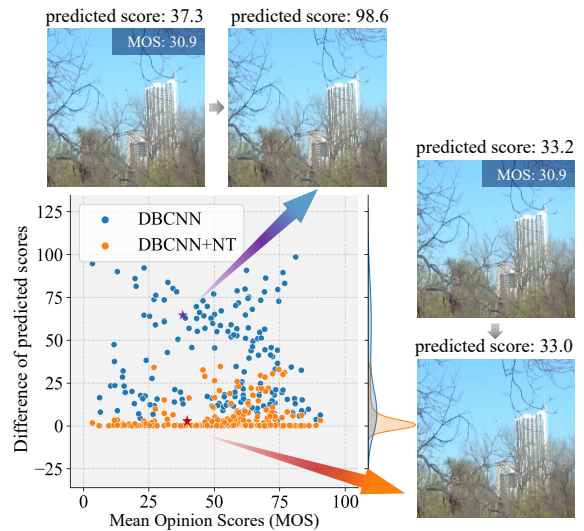 predicted score: 37.3
predicted score: 98.6
MOS: 30.9
predicted score: 33.2
MOS: 30.9
predicted score: 33.0
Difference of predicted scores
125
100
75
50
25
0
−25
DBCNN
DBCNN+NT
0
25
50
75
100
Mean Opinion Scores (MOS)